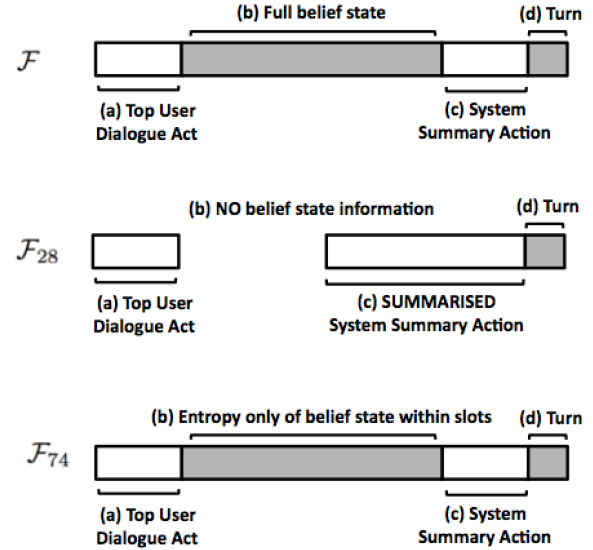 (b) Full belief state
(d) Turn
F
(a) Top User
Dialogue Act
(c) System
Summary Action
(b) NO belief state information
(d) Turn
F28
(a) Top User
Dialogue Act
(c) SUMMARISED
System Summary Action
(b) Entropy only of belief state within slots
(d) Turn
F74
(a) Top User
Dialogue Act
(c) System
Summary Action